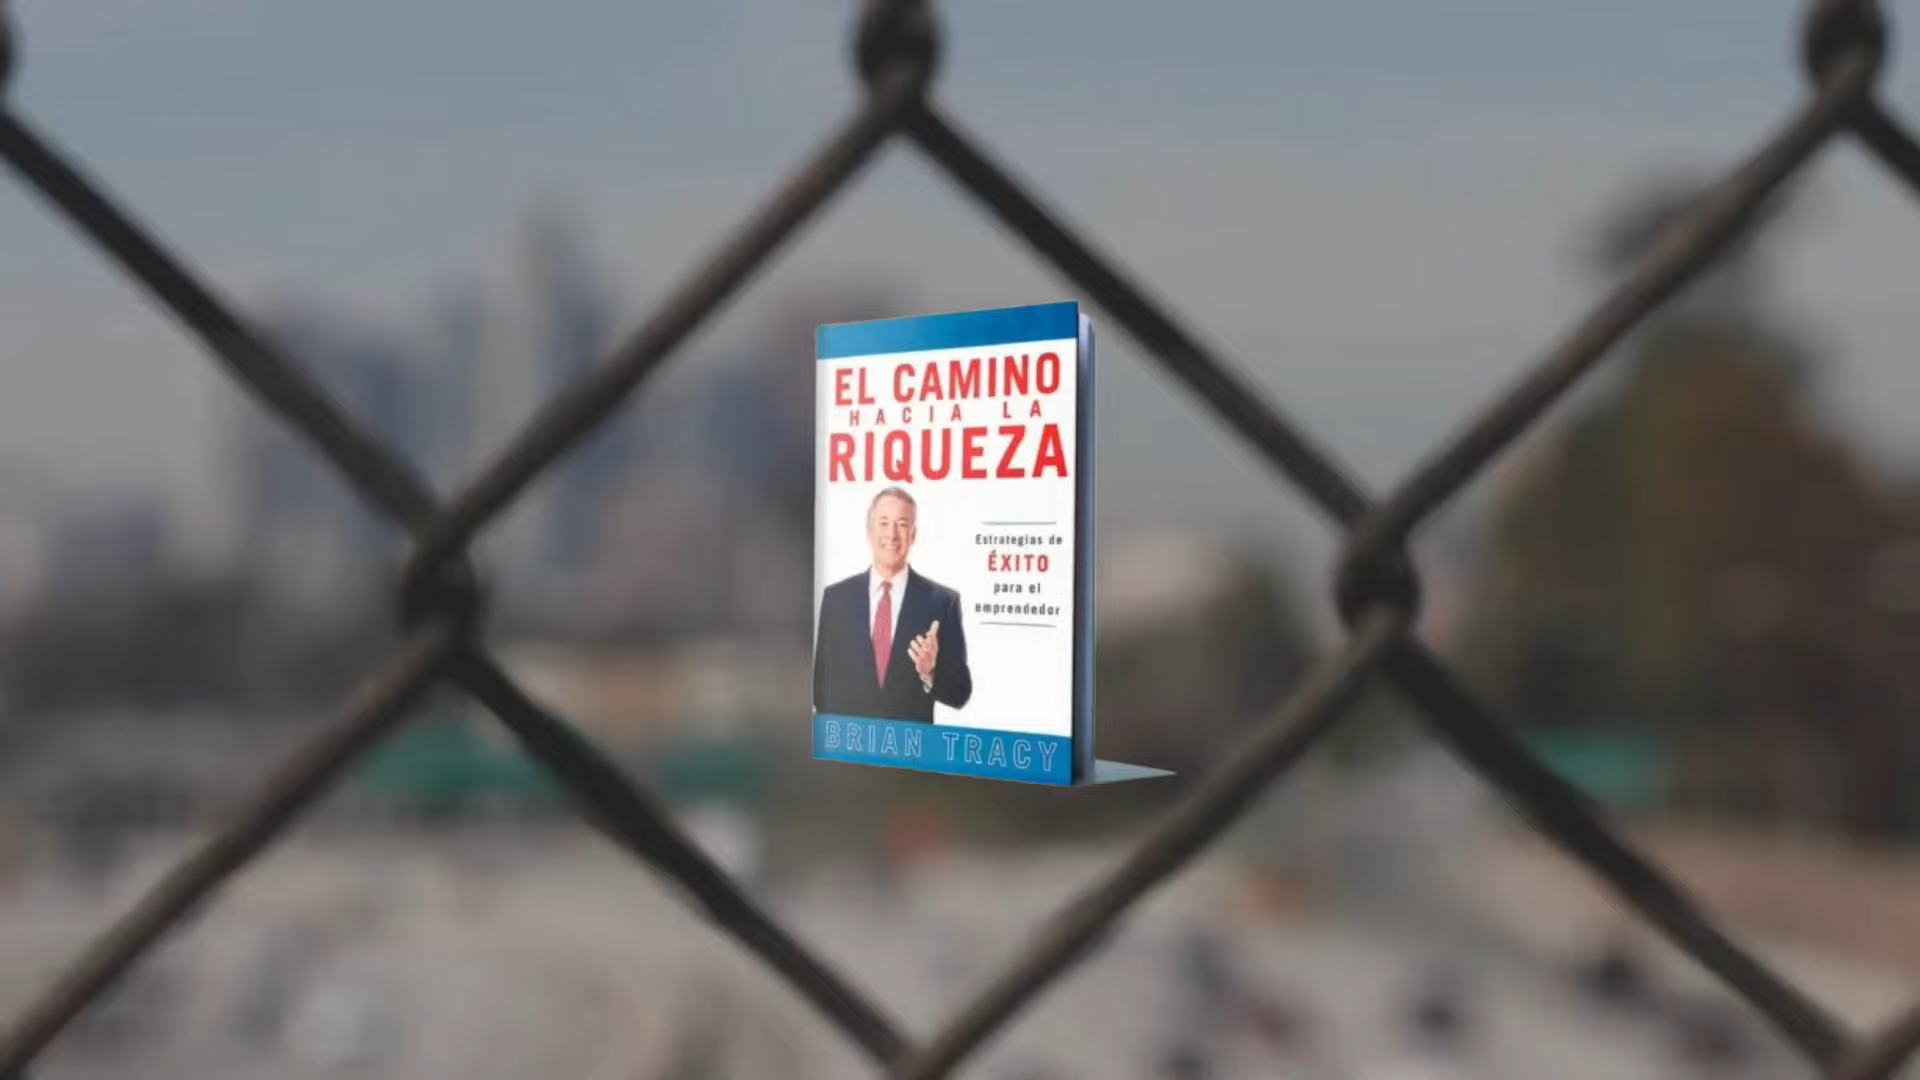 EL CAMINO
HACIA LA
RIQUEZA
Estrategias de
ÉXITO
para el
emprendedor
BRIAN TRACY